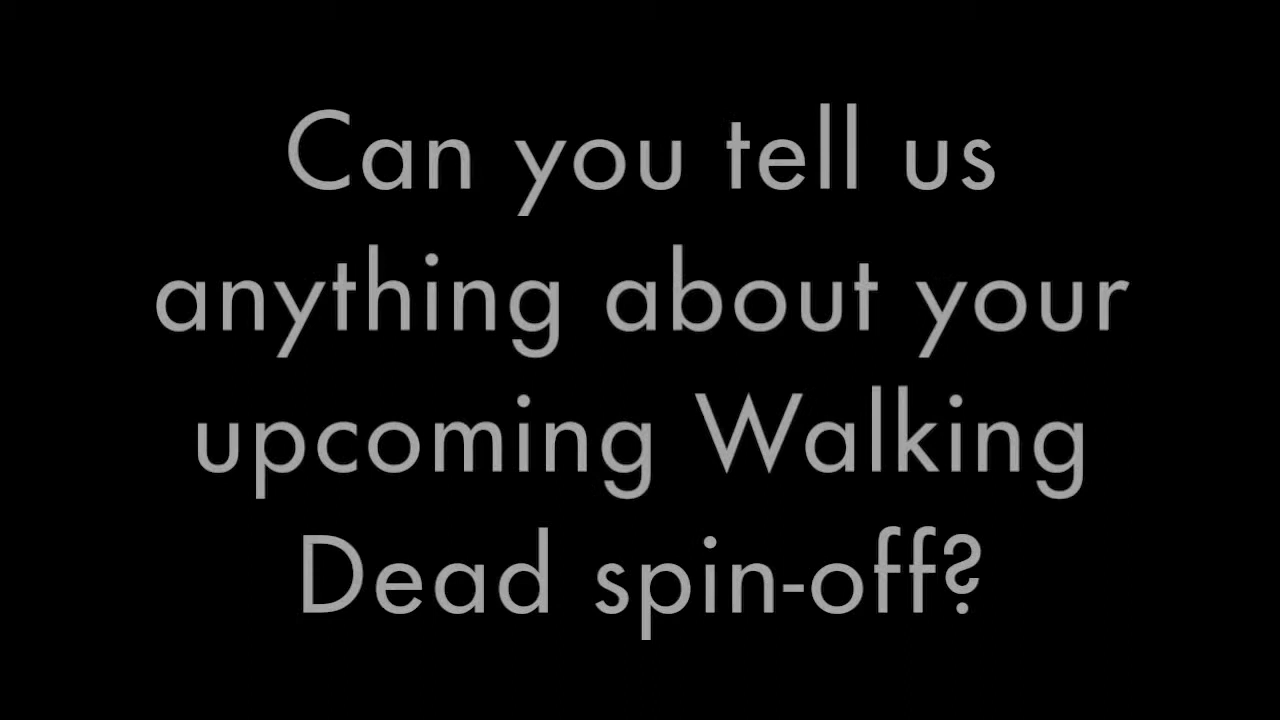 Can you tell us
anything about your
upcoming Walking
Dead spin-off?